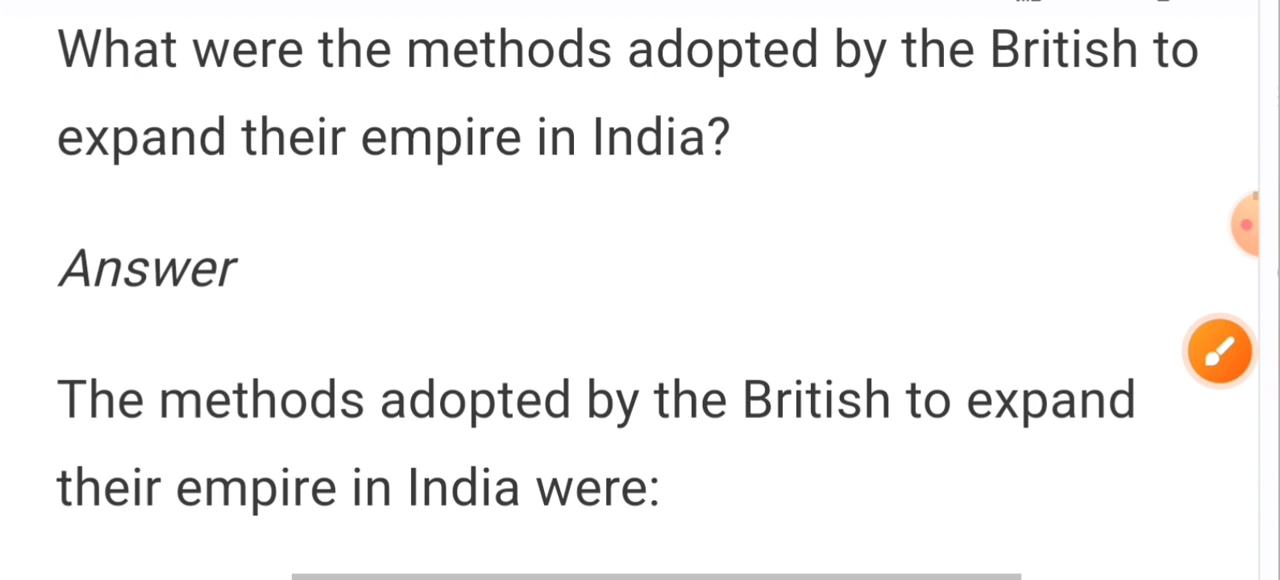 What were the methods adopted by the British to
expand their empire in India?
Answer
The methods adopted by the British to expand
their empire in India were: